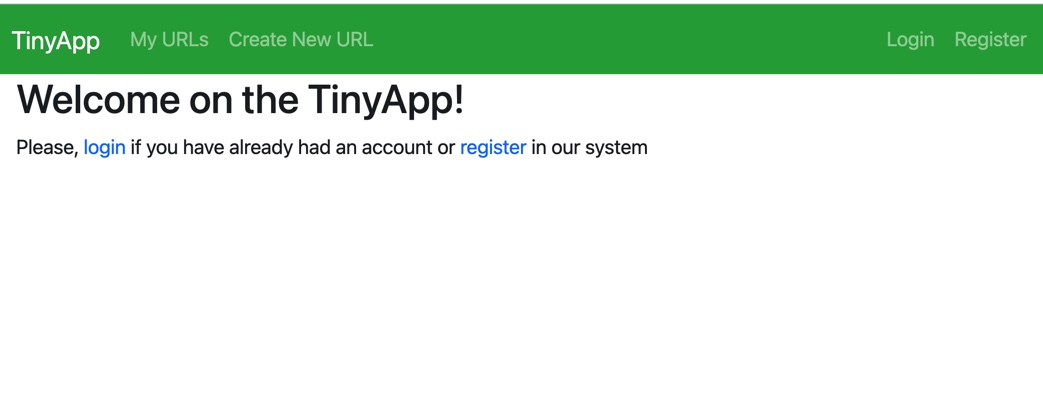 TinyApp My URLs Create New URL Login Register
Welcome on the TinyApp!
Please, login if you have already had an account or register in our system